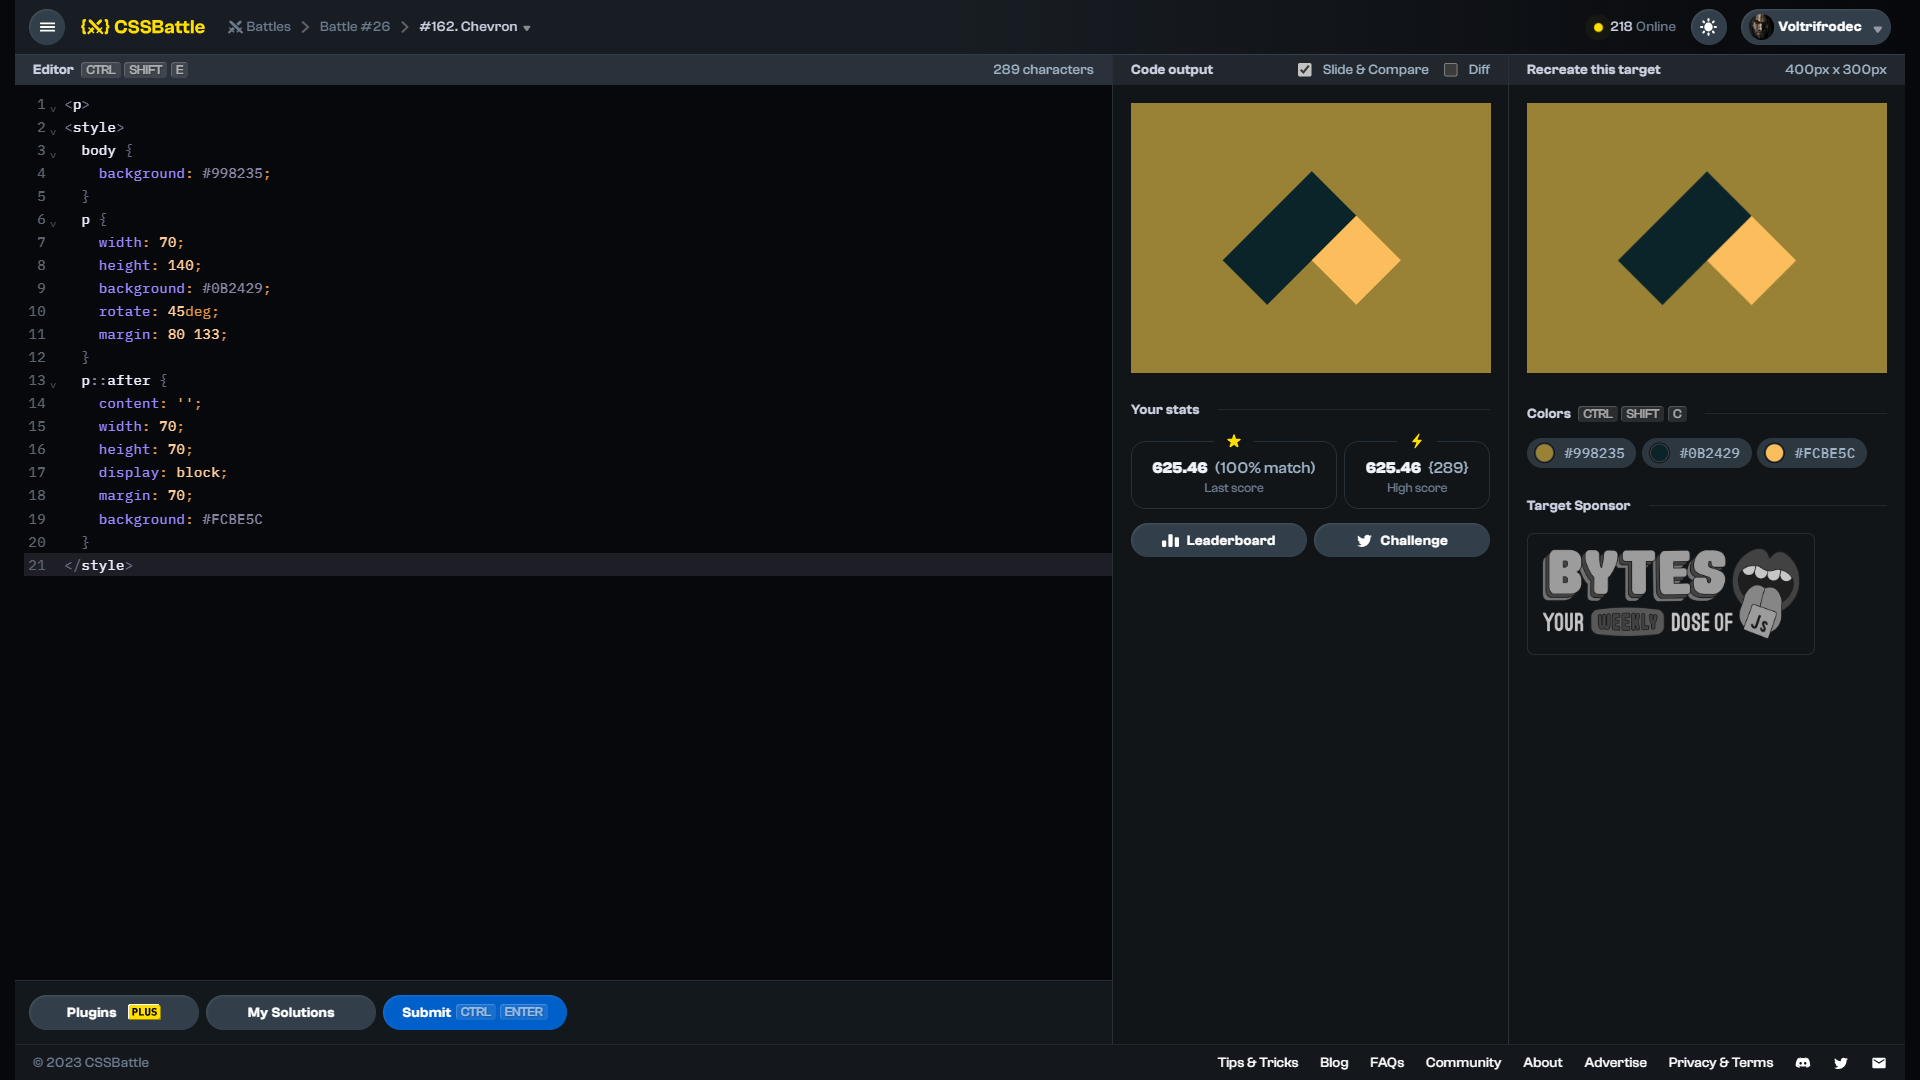 {X} CSSBattle
Battles > Battle #26 > #162. Chevron
218 Online
Voltrifrodec
Editor CTRL SHIFT E
289 characters
1 <p>
2 <style>
3 body {
4 background: #998235;
5 }
6 p {
7 width: 70;
8 height: 140;
9 background: #0B2429;
10 rotate: 45deg;
11 margin: 80 133;
12 }
13 p::after {
14 content: '';
15 width: 70;
16 height: 70;
17 display: block;
18 margin: 70;
19 background: #FCBE5C
20 }
21 </style>
Plugins PLUS
My Solutions
Submit CTRL ENTER
Code output
Slide & Compare
Diff
Your stats
625.46 (100% match)
Last score
625.46 {289}
High score
Leaderboard
Challenge
Recreate this target
400px x 300px
Colors CTRL SHIFT C
#998235
#0B2429
#FCBE5C
Target Sponsor
BYTES
YOUR WEEKLY DOSE OF JS
© 2023 CSSBattle
Tips & Tricks
Blog
FAQs
Community
About
Advertise
Privacy & Terms